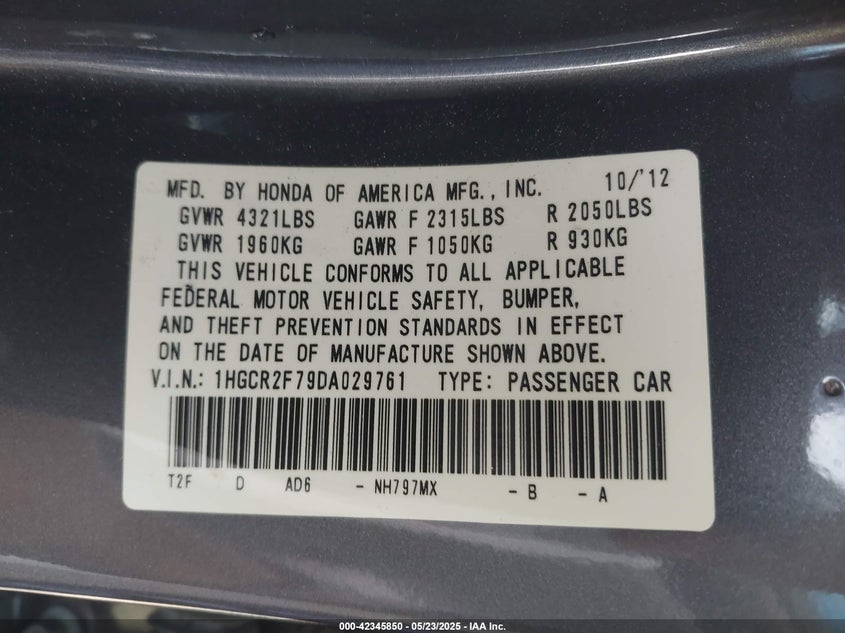 MFD. BY HONDA OF AMERICA MFG., INC. 10/'12
GVWR 4321LBS GAWR F 2315LBS R 2050LBS
GVWR 1960KG GAWR F 1050KG R 930KG
THIS VEHICLE CONFORMS TO ALL APPLICABLE
FEDERAL MOTOR VEHICLE SAFETY, BUMPER,
AND THEFT PREVENTION STANDARDS IN EFFECT
ON THE DATE OF MANUFACTURE SHOWN ABOVE.
V.I.N.: 1HGCR2F79DA029761 TYPE: PASSENGER CAR
T2F D AD6 - NH797MX - B - A
000-42345850 - 05/23/2025 - IAA Inc.